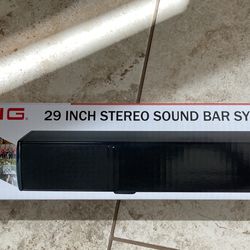 G 29 INCH STEREO SOUND BAR SY